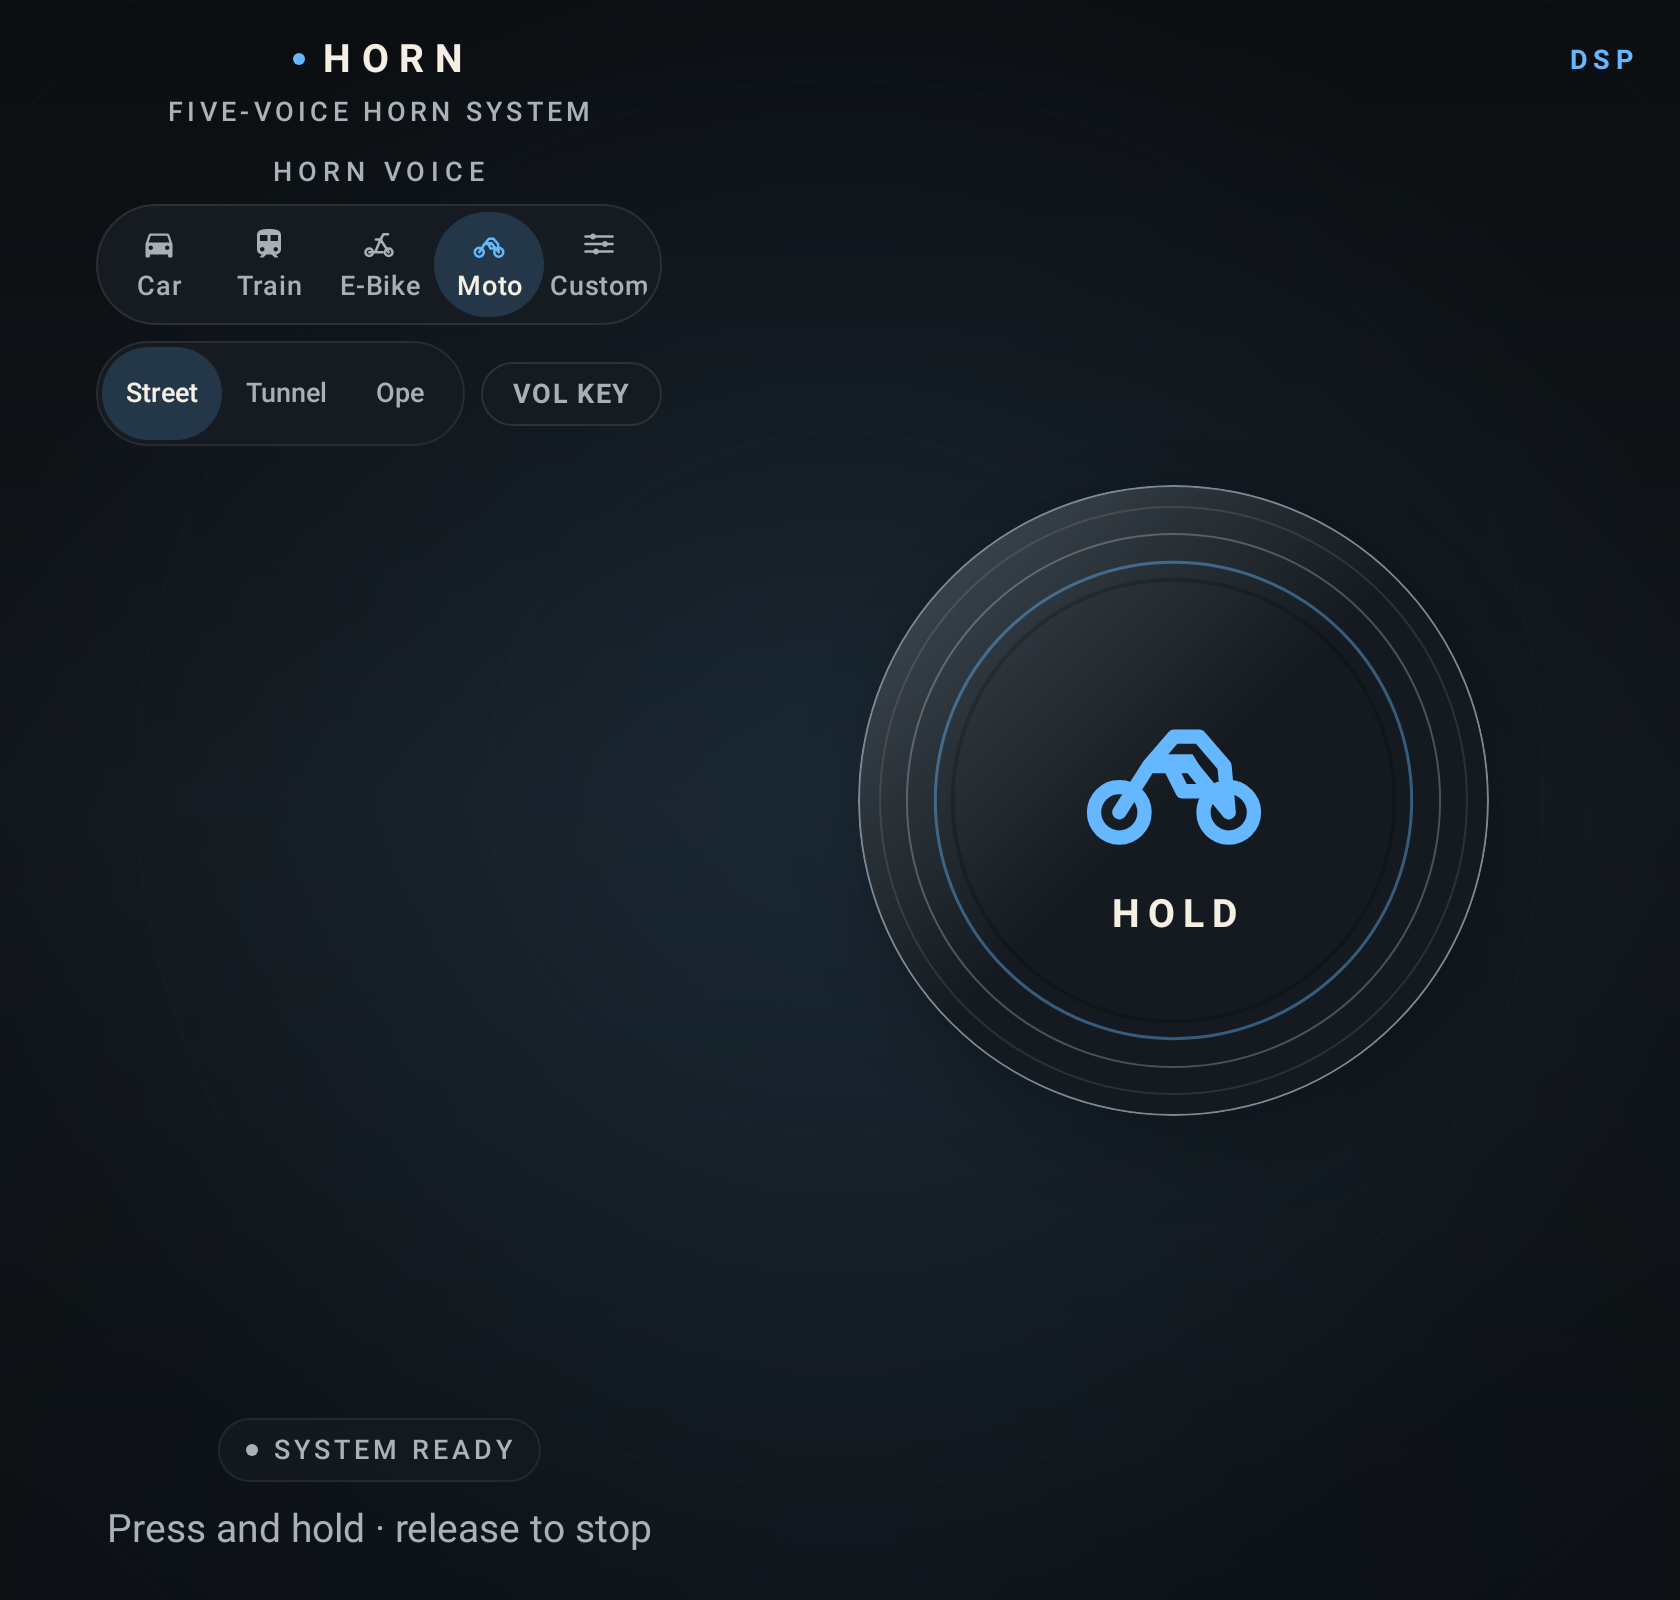 HORN
DSP
FIVE-VOICE HORN SYSTEM
HORN VOICE
Car Train E-Bike Moto Custom
Street Tunnel Ope VOL KEY
HOLD
SYSTEM READY
Press and hold · release to stop